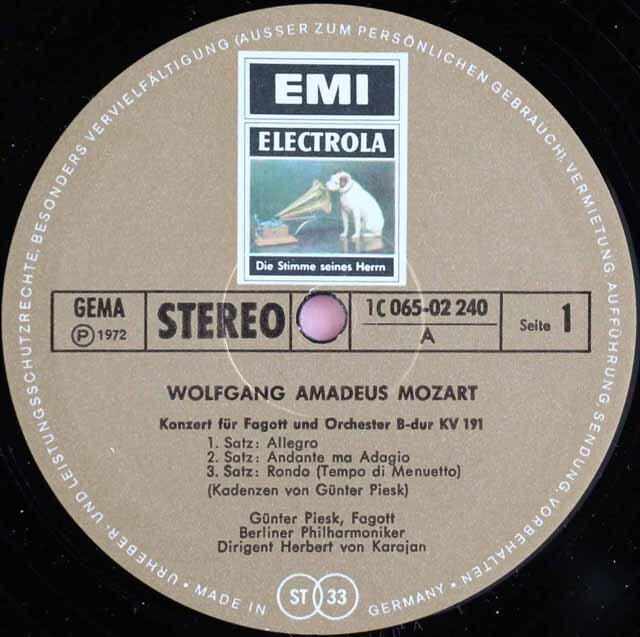 URHEBER- UND LEISTUNGSSCHUTZRECHTE, BESONDERS VERVIELFÄLTIGUNG (AUSSER ZUM PERSÖNLICHEN GEBRAUCH), VERMIETUNG, AUFFÜHRUNG, SENDUNG, VORBEHALTEN
EMI
ELECTROLA
Die Stimme seines Herrn
GEMA
Ⓟ 1972
STEREO
1C 065-02 240
A
Seite 1
WOLFGANG AMADEUS MOZART
Konzert für Fagott und Orchester B-dur KV 191
1. Satz: Allegro
2. Satz: Andante ma Adagio
3. Satz: Rondo (Tempo di Menuetto)
(Kadenzen von Günter Piesk)
Günter Piesk, Fagott
Berliner Philharmoniker
Dirigent Herbert von Karajan
• MADE IN ST 33 GERMANY •